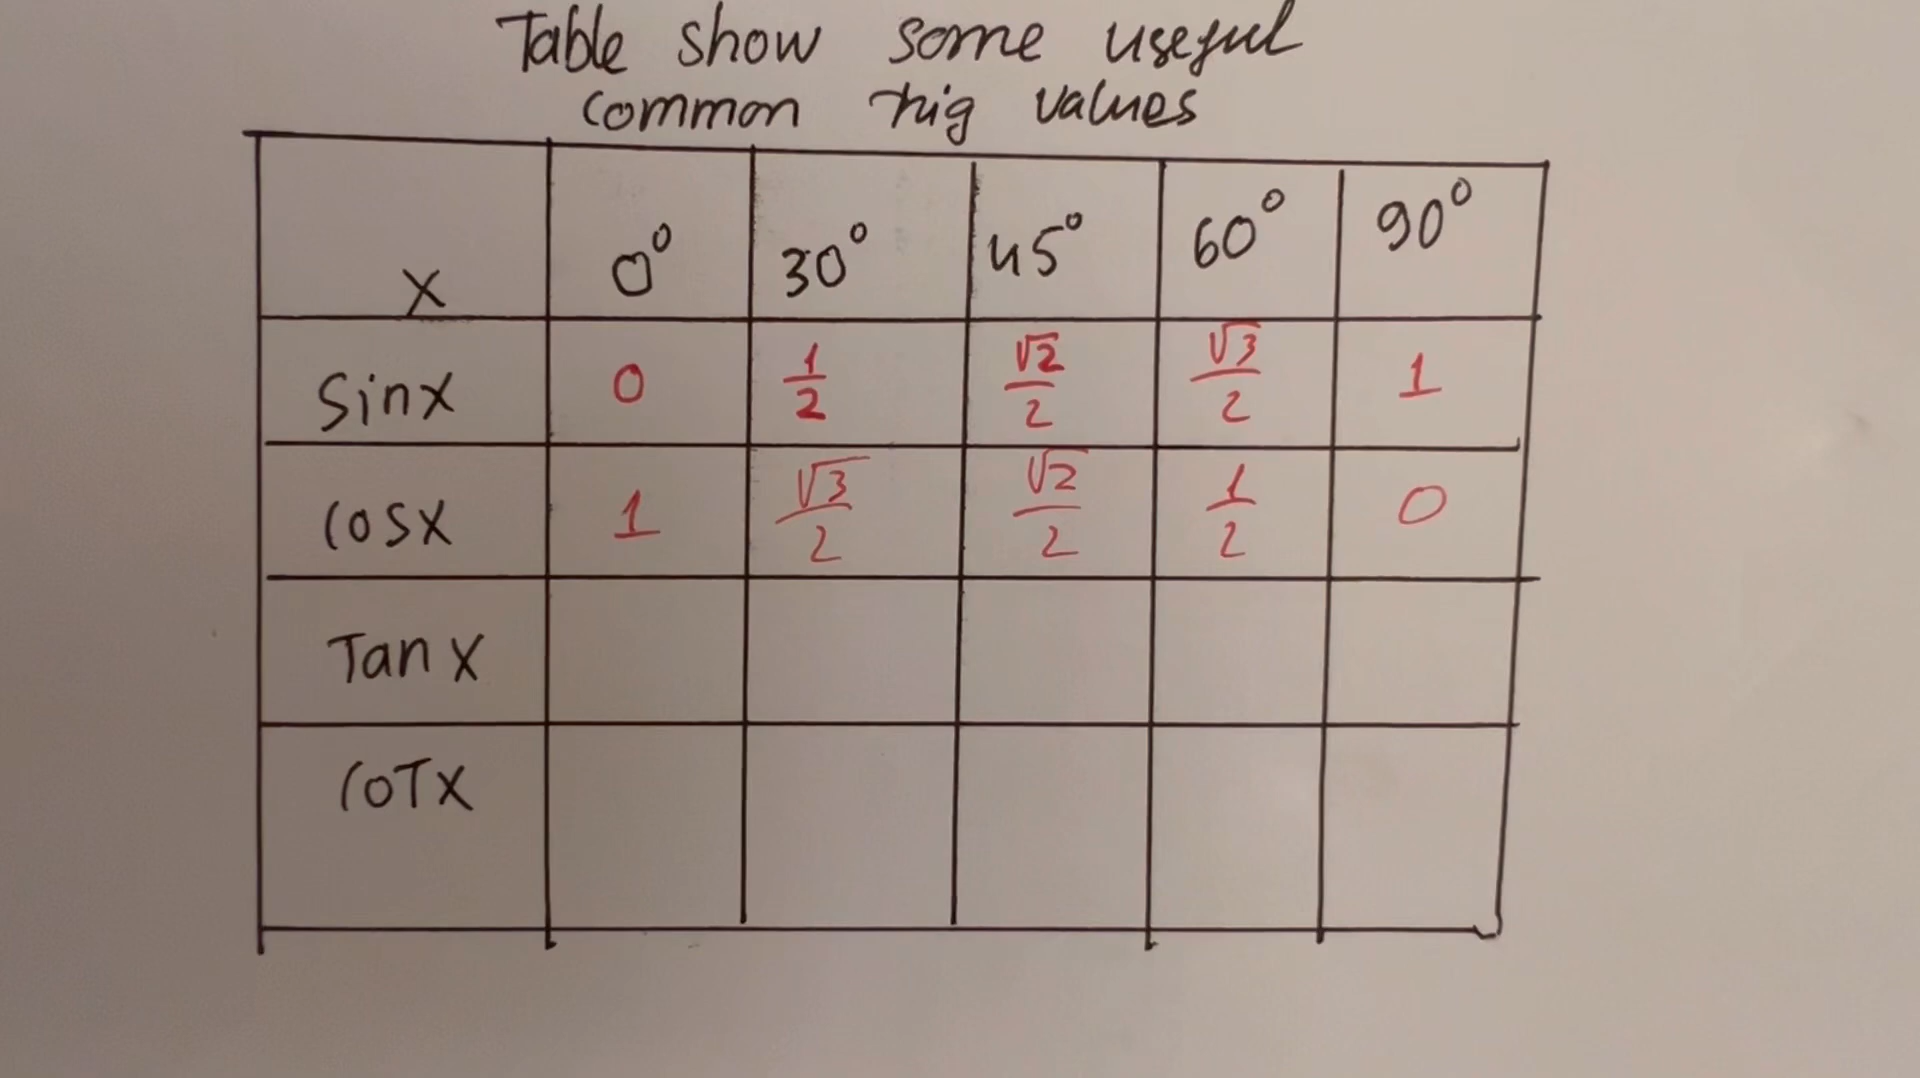 Table show some useful
common trig values
x 0° 30° 45° 60° 90°
Sinx 0 1/2 √2/2 √3/2 1
Cosx 1 √3/2 √2/2 1/2 0
Tan x
CoTx